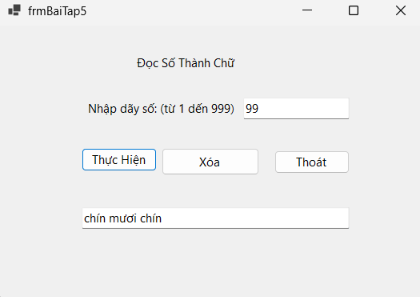 frmBaiTap5
Đọc Số Thành Chữ
Nhập dãy số: (từ 1 dến 999) 99
Thực Hiện Xóa Thoát
chín mươi chín